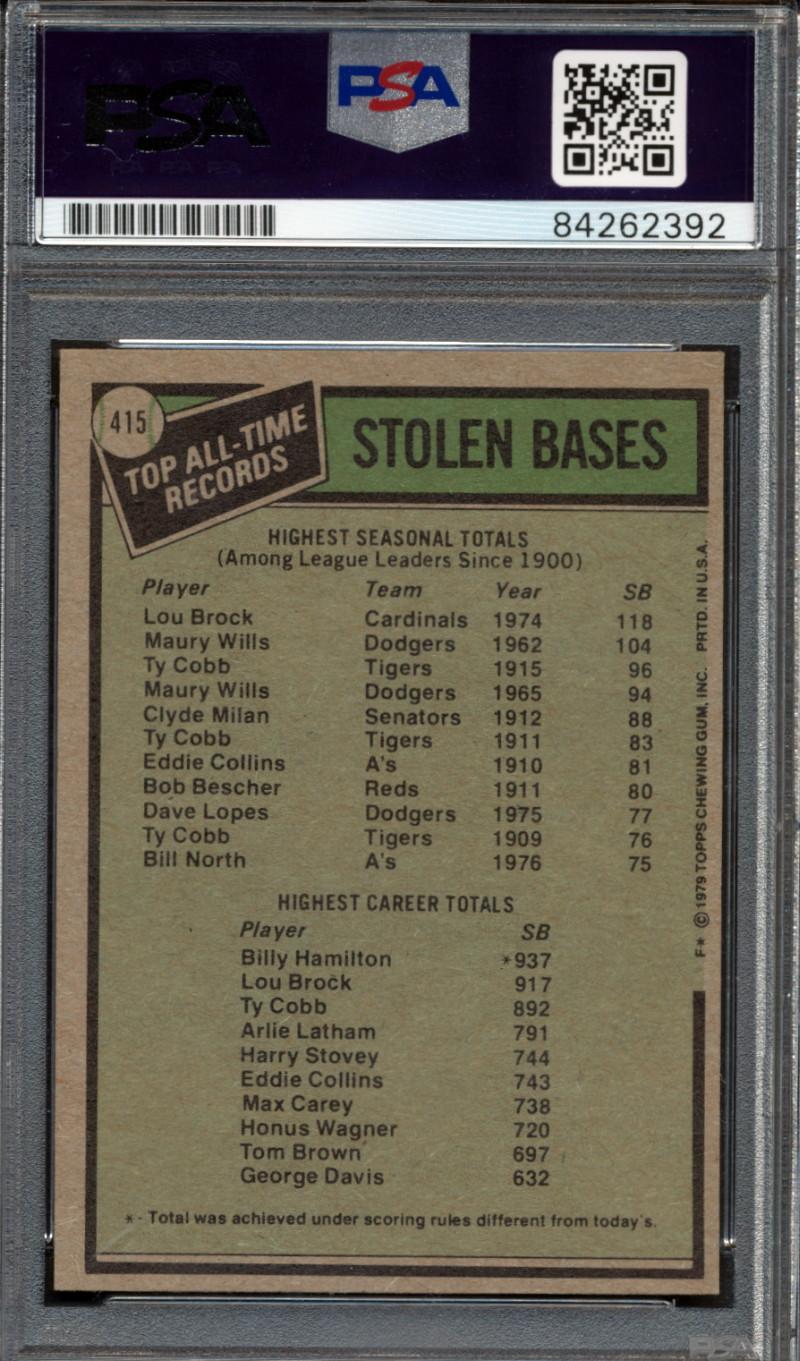 PSA
PSA
84262392
415
TOP ALL-TIME
RECORDS
STOLEN BASES
HIGHEST SEASONAL TOTALS
(Among League Leaders Since 1900)
Player Team Year SB
Lou Brock Cardinals 1974 118
Maury Wills Dodgers 1962 104
Ty Cobb Tigers 1915 96
Maury Wills Dodgers 1965 94
Clyde Milan Senators 1912 88
Ty Cobb Tigers 1911 83
Eddie Collins A's 1910 81
Bob Bescher Reds 1911 80
Dave Lopes Dodgers 1975 77
Ty Cobb Tigers 1909 76
Bill North A's 1976 75
HIGHEST CAREER TOTALS
Player SB
Billy Hamilton *937
Lou Brock 917
Ty Cobb 892
Arlie Latham 791
Harry Stovey 744
Eddie Collins 743
Max Carey 738
Honus Wagner 720
Tom Brown 697
George Davis 632
* - Total was achieved under scoring rules different from today's.
F* © 1979 TOPPS CHEWING GUM, INC. PRTD. IN U.S.A.
PSA